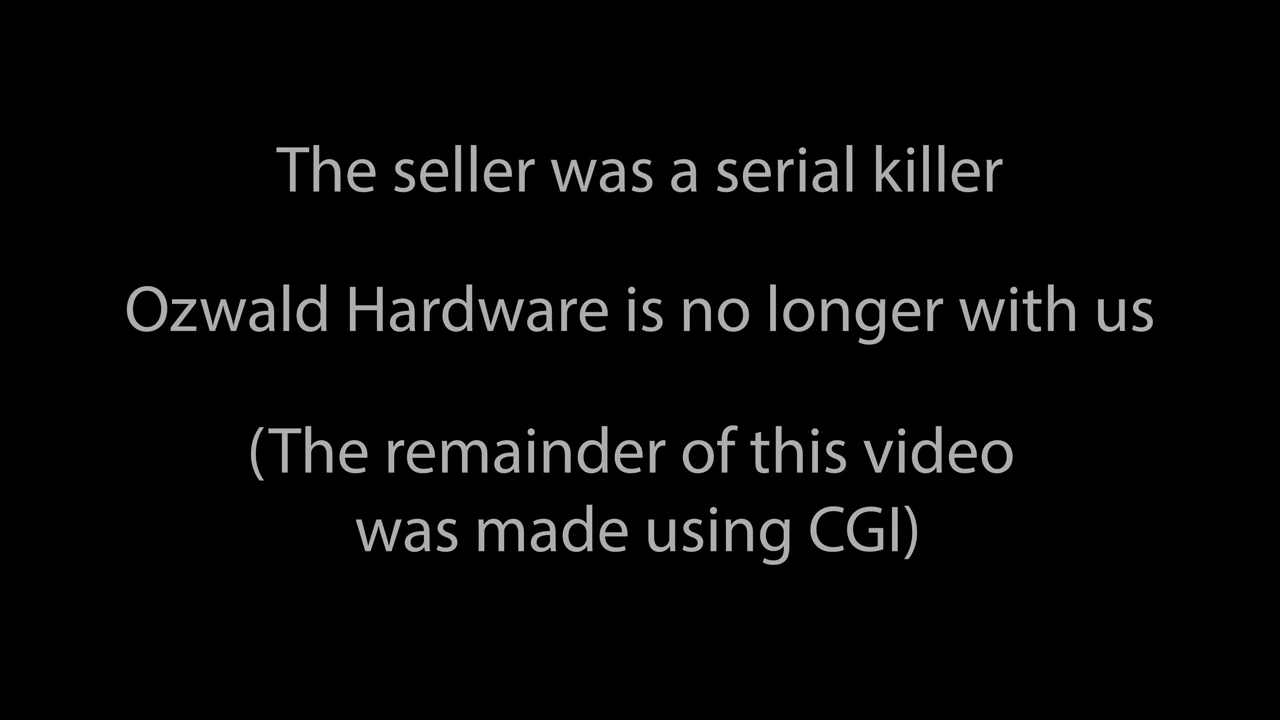 The seller was a serial killer
Ozwald Hardware is no longer with us
(The remainder of this video
was made using CGI)